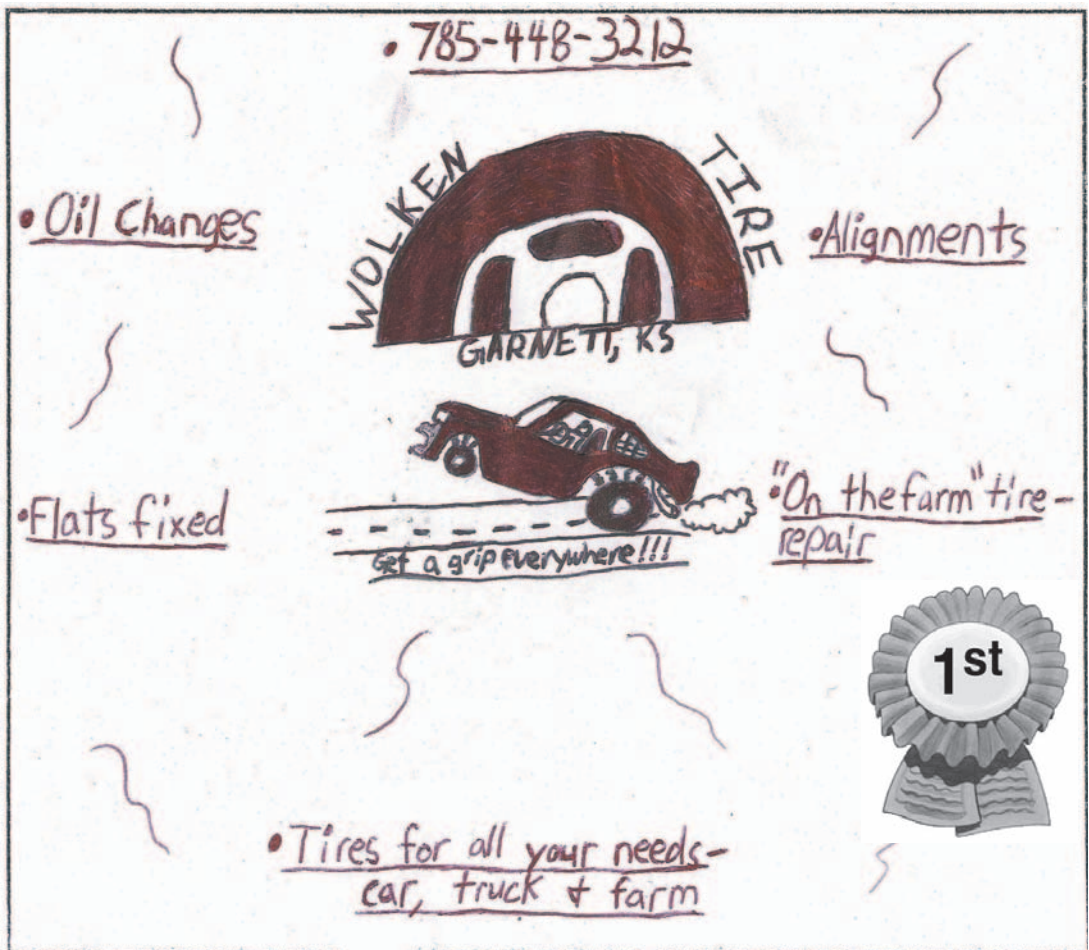 • 785-448-3212
WOLKEN TIRE
GARNETT, KS
• Oil Changes
• Alignments
• Flats fixed
• "On the farm" tire-
repair
Get a grip everywhere!!!
1st
• Tires for all your needs-
car, truck & farm